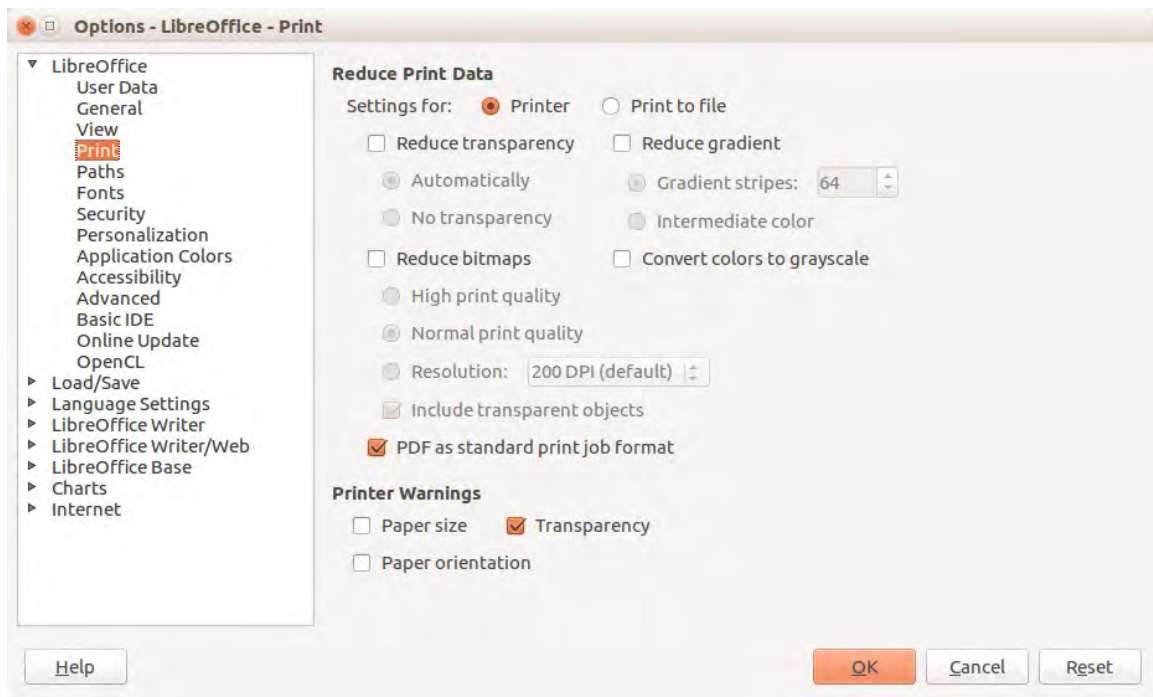 Options - LibreOffice - Print
LibreOffice
User Data
General
View
Print
Paths
Fonts
Security
Personalization
Application Colors
Accessibility
Advanced
Basic IDE
Online Update
OpenCL
Load/Save
Language Settings
LibreOffice Writer
LibreOffice Writer/Web
LibreOffice Base
Charts
Internet
Reduce Print Data
Settings for: Printer Print to file
Reduce transparency Reduce gradient
Automatically Gradient stripes: 64
No transparency Intermediate color
Reduce bitmaps Convert colors to grayscale
High print quality
Normal print quality
Resolution: 200 DPI (default)
Include transparent objects
PDF as standard print job format
Printer Warnings
Paper size Transparency
Paper orientation
Help OK Cancel Reset